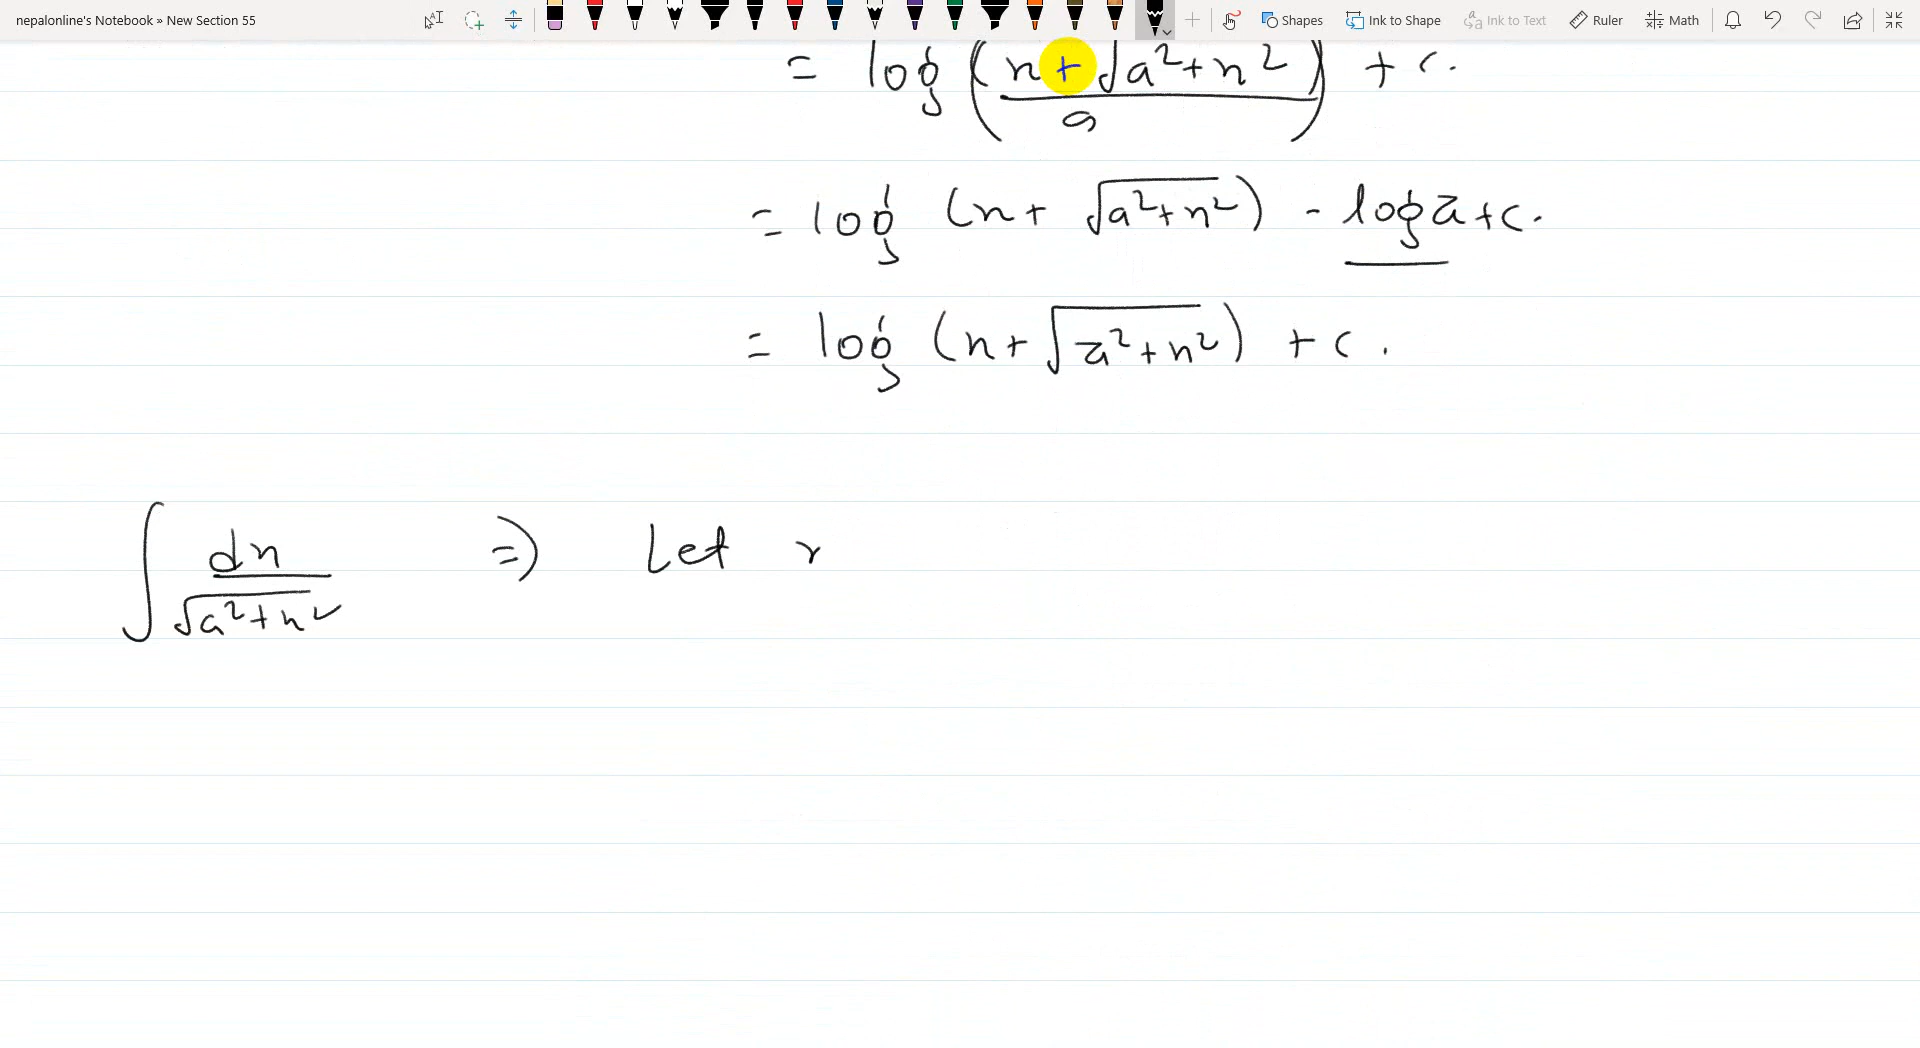 nepalonline's Notebook » New Section 55
Shapes Ink to Shape Ink to Text Ruler Math
= log (n + √a²+n² / a) + c.
= log (n + √a²+n²) - log a + c.
= log (n + √a²+n²) + c.
∫ dn / √a²+n² ⇒ Let x